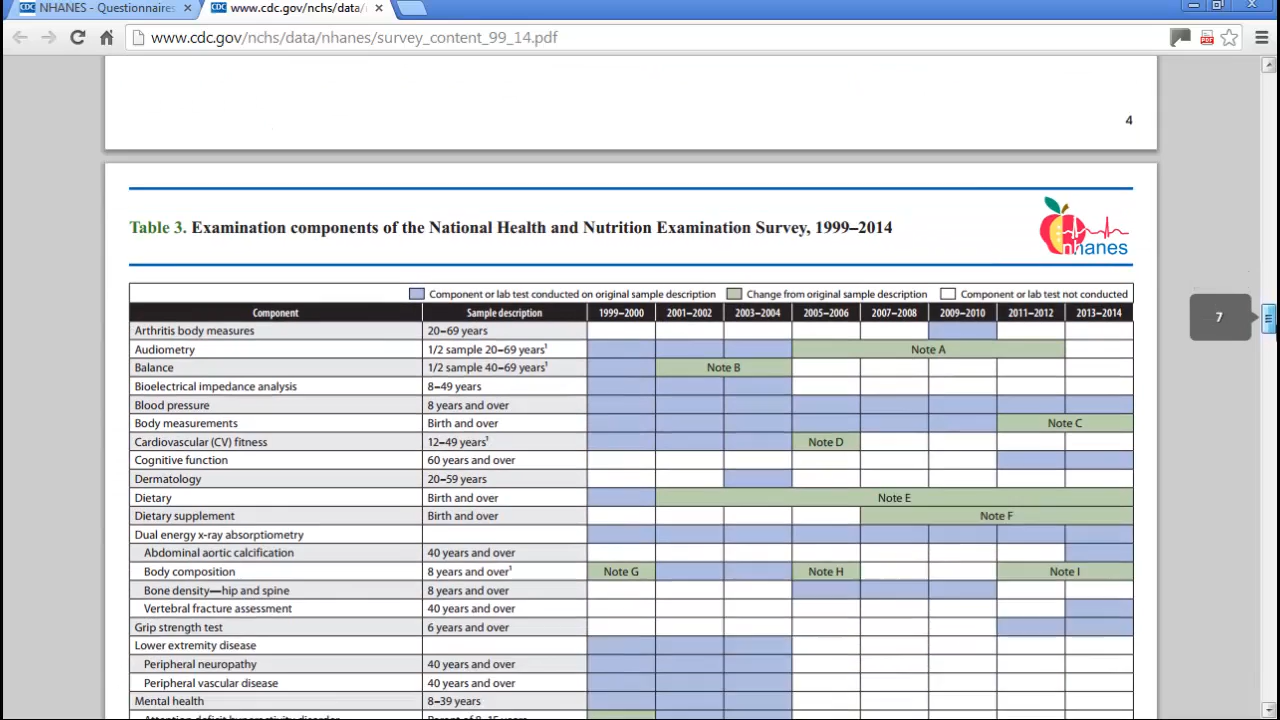 NHANES - Questionnaires
www.cdc.gov/nchs/data/
www.cdc.gov/nchs/data/nhanes/survey_content_99_14.pdf
4
Table 3. Examination components of the National Health and Nutrition Examination Survey, 1999–2014
nhanes
Component or lab test conducted on original sample description Change from original sample description Component or lab test not conducted
Component Sample description 1999–2000 2001–2002 2003–2004 2005–2006 2007–2008 2009–2010 2011–2012 2013–2014
7
Arthritis body measures 20–69 years
Audiometry 1/2 sample 20–69 years¹ Note A
Balance 1/2 sample 40–69 years¹ Note B
Bioelectrical impedance analysis 8–49 years
Blood pressure 8 years and over
Body measurements Birth and over Note C
Cardiovascular (CV) fitness 12–49 years¹ Note D
Cognitive function 60 years and over
Dermatology 20–59 years
Dietary Birth and over Note E
Dietary supplement Birth and over Note F
Dual energy x-ray absorptiometry
Abdominal aortic calcification 40 years and over
Body composition 8 years and over¹ Note G Note H Note I
Bone density—hip and spine 8 years and over
Vertebral fracture assessment 40 years and over
Grip strength test 6 years and over
Lower extremity disease
Peripheral neuropathy 40 years and over
Peripheral vascular disease 40 years and over
Mental health 8–39 years
Attention deficit hyperactivity disorder Parent of 8–15 years